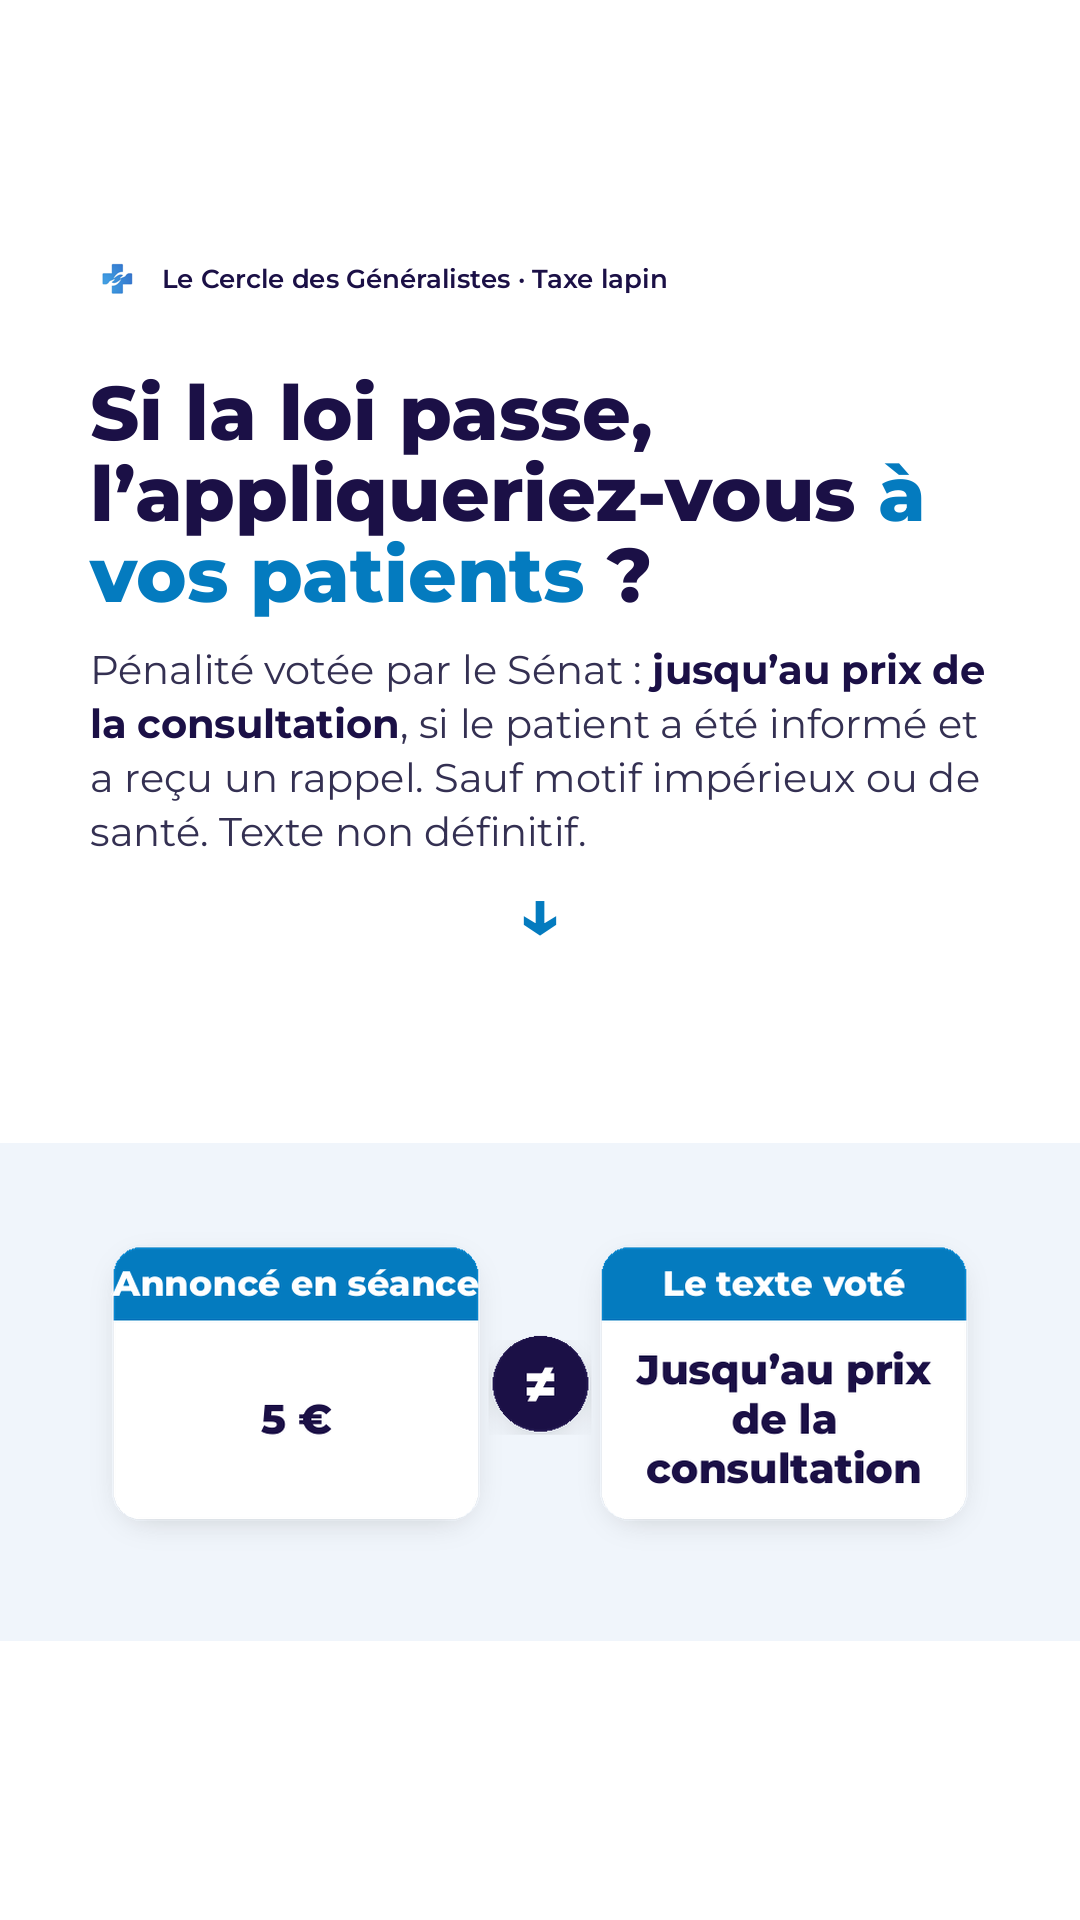 Le Cercle des Généralistes · Taxe lapin
Si la loi passe,
l’appliqueriez-vous à
vos patients ?
Pénalité votée par le Sénat : jusqu’au prix de
la consultation, si le patient a été informé et
a reçu un rappel. Sauf motif impérieux ou de
santé. Texte non définitif.
↓
Annoncé en séance
5 €
≠
Le texte voté
Jusqu’au prix
de la
consultation